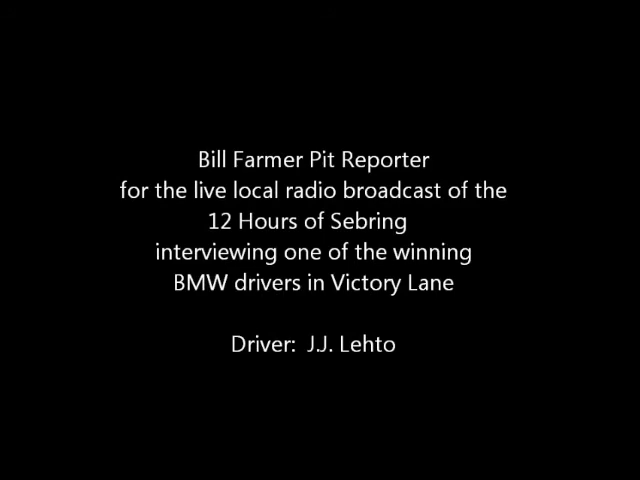 Bill Farmer Pit Reporter
for the live local radio broadcast of the
12 Hours of Sebring
interviewing one of the winning
BMW drivers in Victory Lane
Driver: J.J. Lehto